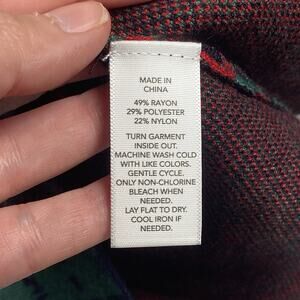 MADE IN
CHINA
49% RAYON
29% POLYESTER
22% NYLON
TURN GARMENT
INSIDE OUT.
MACHINE WASH COLD
WITH LIKE COLORS.
GENTLE CYCLE.
ONLY NON-CHLORINE
BLEACH WHEN
NEEDED.
LAY FLAT TO DRY.
COOL IRON IF
NEEDED.